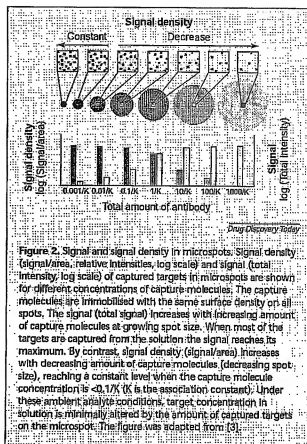 Signal density
Constant
Decrease
Signal density
log (Signal/area)
Signal
log (Total intensity)
0.001/K 0.01/K 0.1/K 1/K 10/K 100/K 1000/K
Total amount of antibody
Drug Discovery Today
Figure 2. Signal and signal density in microspots. Signal density
(signal/area, relative intensities, log scale) and signal (total
intensity, log scale) of captured targets in microspots are shown
for different concentrations of capture molecules. The capture
molecules are immobilised with the same surface density on all
spots. The signal (total signal) increases with increasing amount
of capture molecules at growing spot size. When most of the
targets are captured from the solution the signal reaches its
maximum. By contrast, signal density (signal/area) increases
with decreasing amount of capture molecules (decreasing spot
size), reaching a constant level when the capture molecule
concentration is <0.1/K (K is the association constant). Under
these ambient analyte conditions, target concentration in
solution is minimally altered by the amount of captured targets
on the microspot. The figure was adapted from [3].